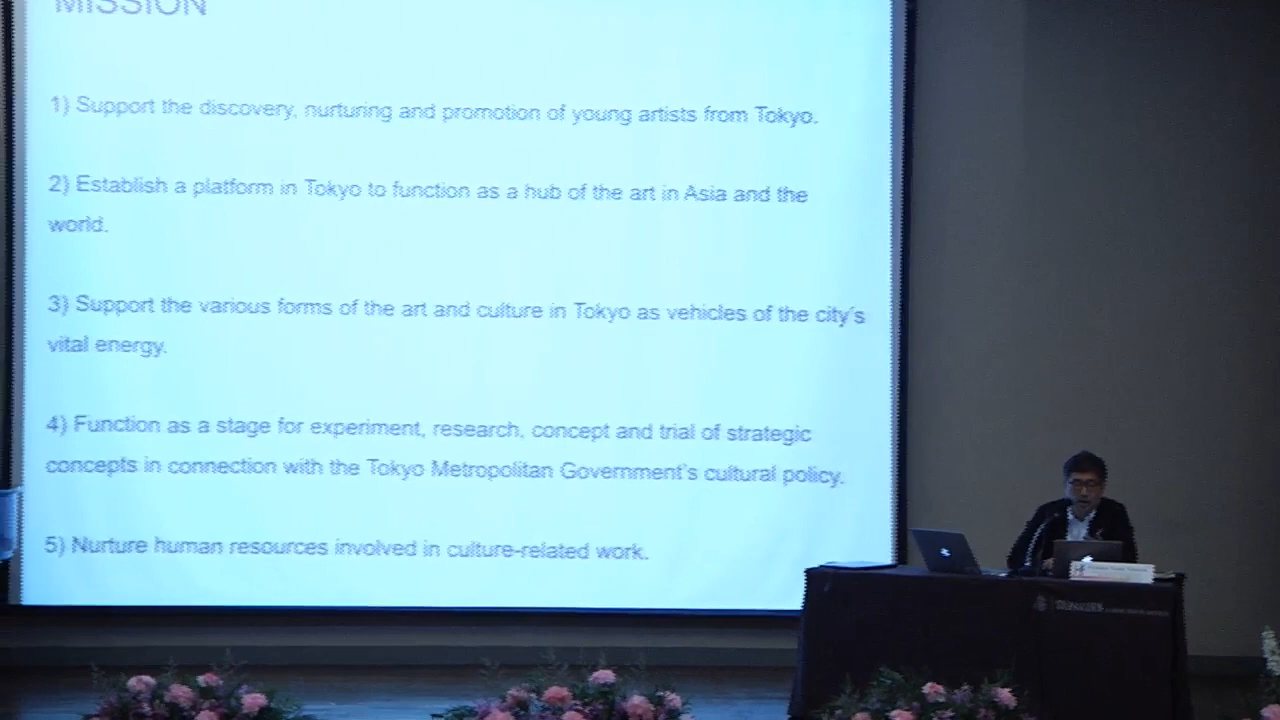 MISSION
1) Support the discovery, nurturing and promotion of young artists from Tokyo.
2) Establish a platform in Tokyo to function as a hub of the art in Asia and the
world.
3) Support the various forms of the art and culture in Tokyo as vehicles of the city's
vital energy.
4) Function as a stage for experiment, research, concept and trial of strategic
concepts in connection with the Tokyo Metropolitan Government's cultural policy.
5) Nurture human resources involved in culture-related work.